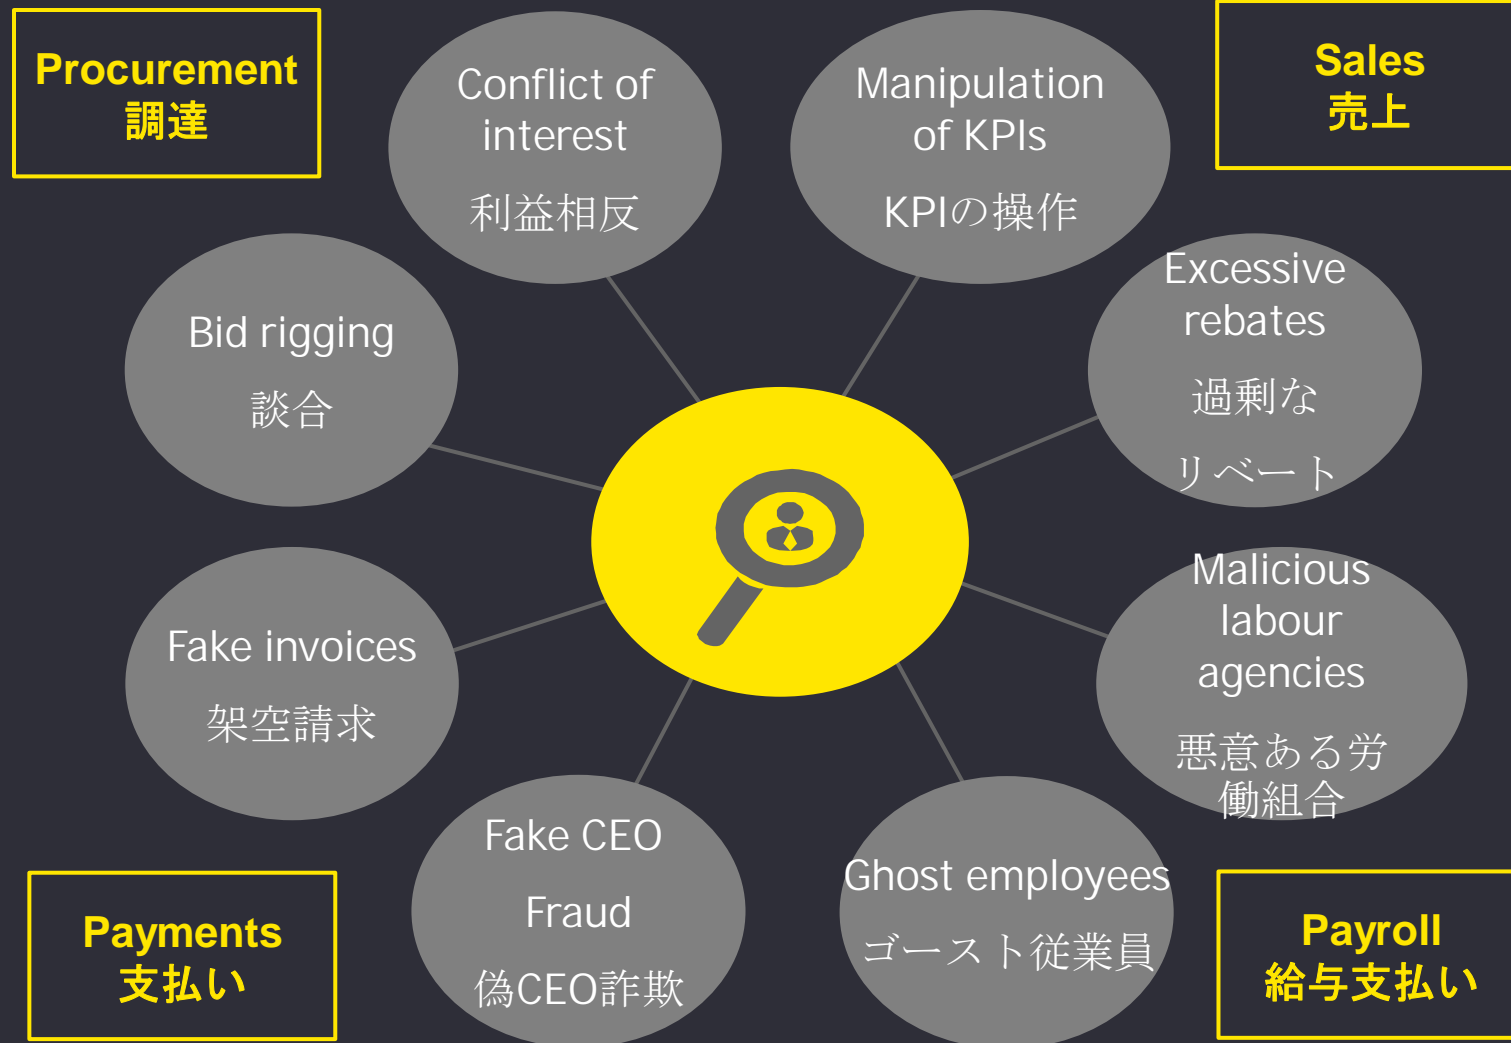 Procurement
調達
Conflict of
interest
利益相反
Manipulation
of KPIs
KPIの操作
Sales
売上
Bid rigging
談合
Excessive
rebates
過剰な
リベート
Fake invoices
架空請求
Malicious
labour
agencies
悪意ある労
働組合
Payments
支払い
Fake CEO
Fraud
偽CEO詐欺
Ghost employees
ゴースト従業員
Payroll
給与支払い